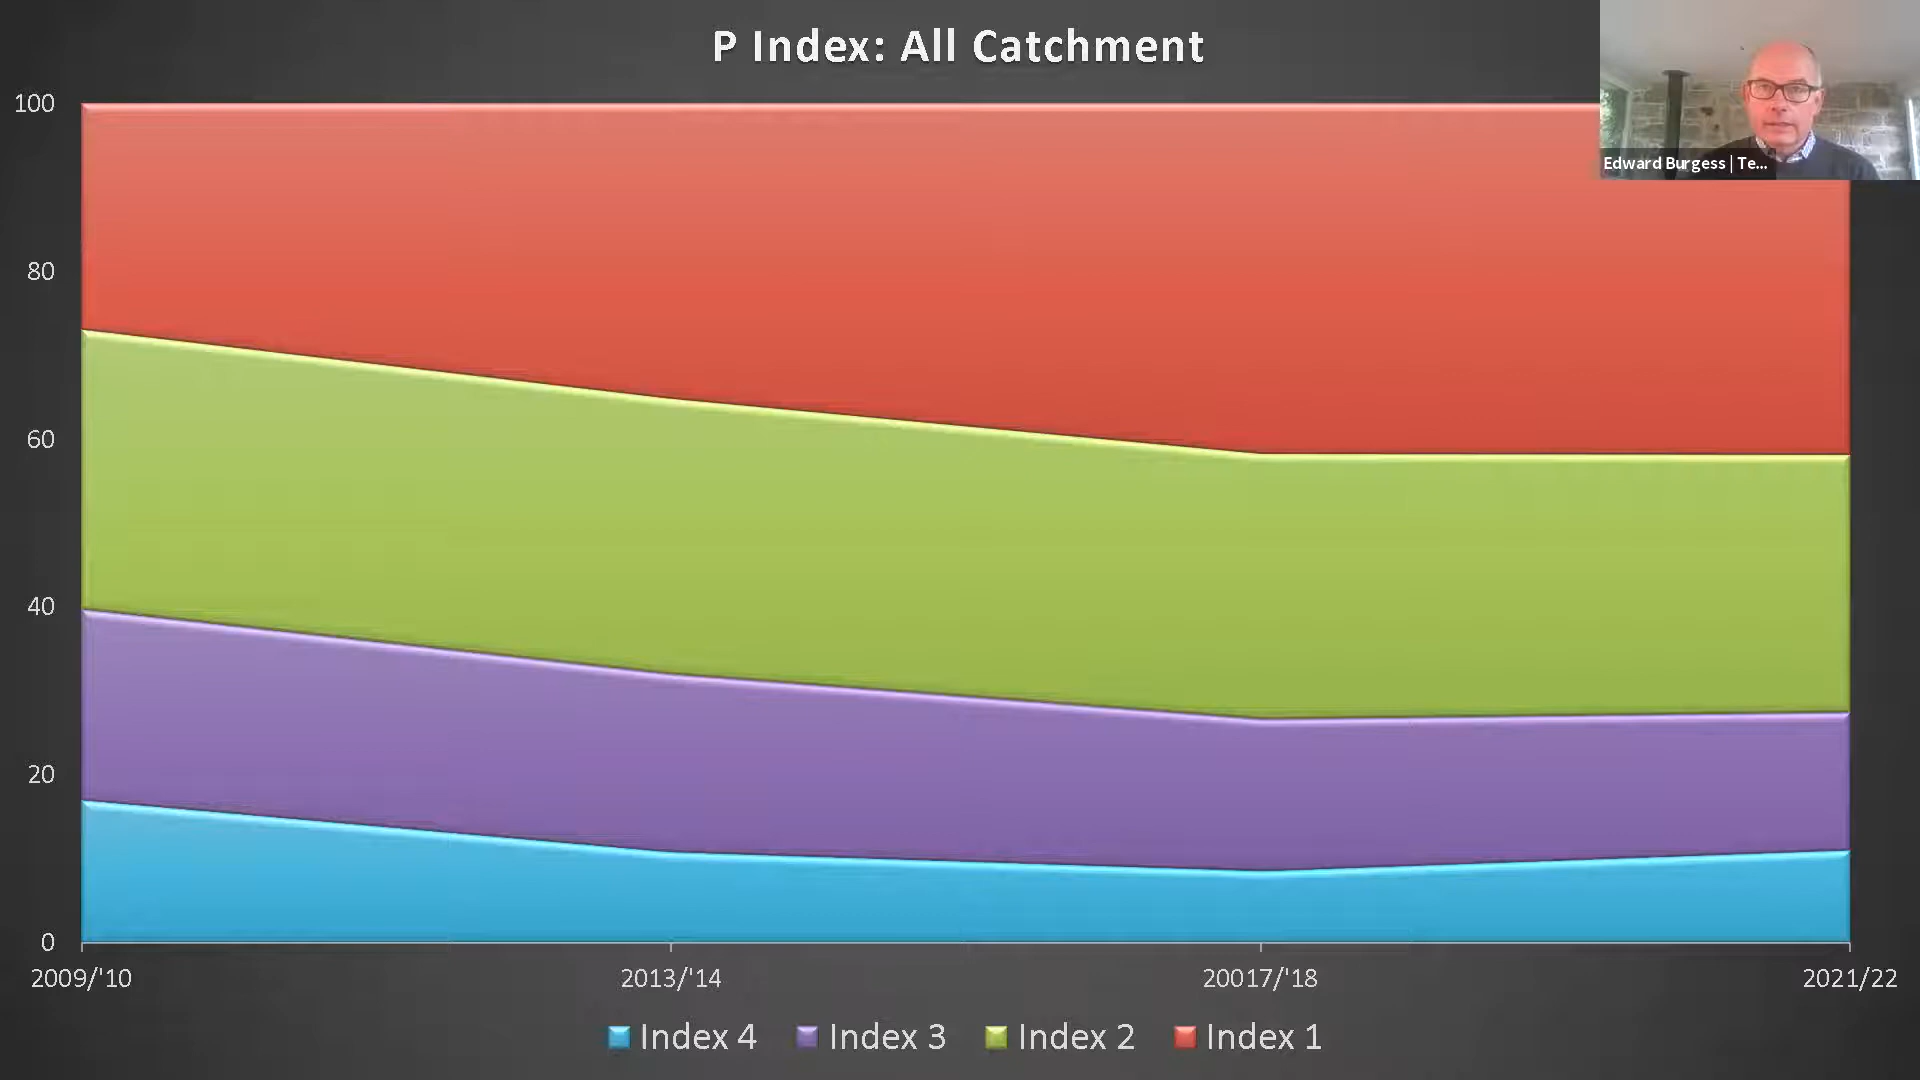 P Index: All Catchment
Edward Burgess | Te...
100
80
60
40
20
0
2009/'10 2013/'14 20017/'18 2021/22
Index 4 Index 3 Index 2 Index 1